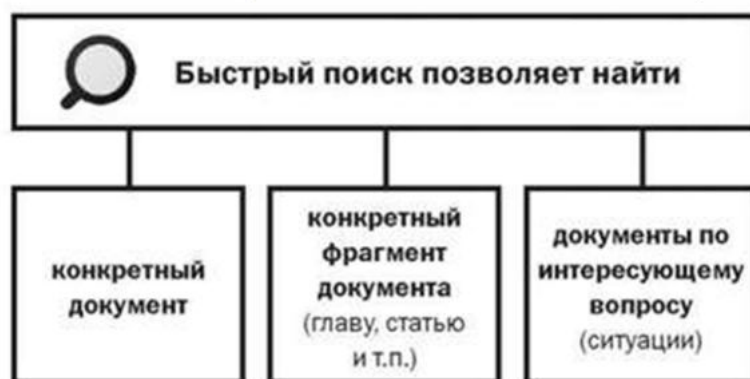 Быстрый поиск позволяет найти
конкретный
документ
конкретный
фрагмент
документа
(главу, статью
и т.п.)
документы по
интересующему
вопросу
(ситуации)